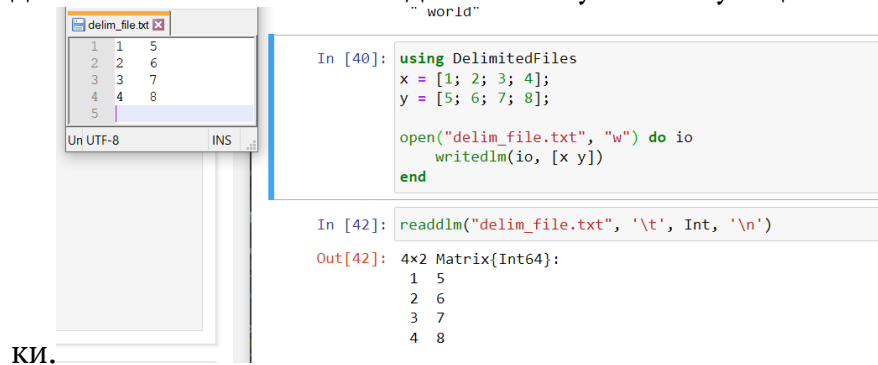 " world"
delim_file.txt
1 1 5
2 2 6
3 3 7
4 4 8
5
Un UTF-8 INS
In [40]: using DelimitedFiles
x = [1; 2; 3; 4];
y = [5; 6; 7; 8];
open("delim_file.txt", "w") do io
writedlm(io, [x y])
end
In [42]: readdlm("delim_file.txt", '\t', Int, '\n')
Out[42]: 4×2 Matrix{Int64}:
1 5
2 6
3 7
4 8
ки.